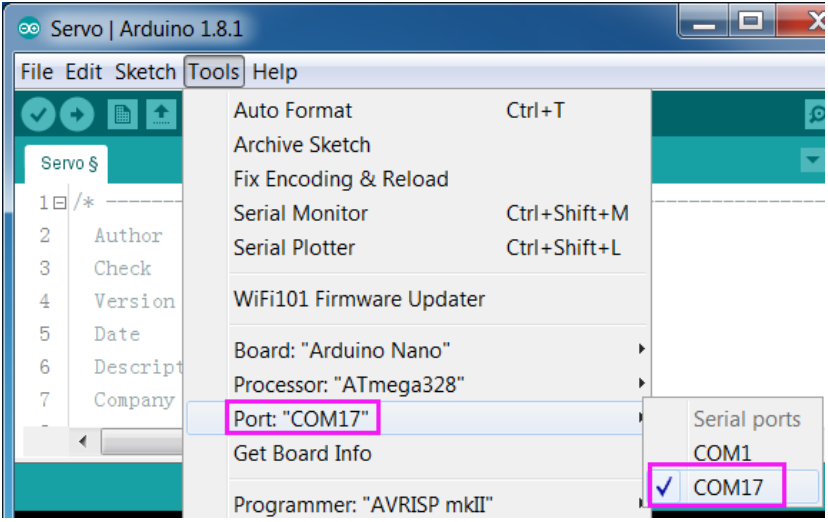 Servo | Arduino 1.8.1
File Edit Sketch Tools Help
Auto Format Ctrl+T
Archive Sketch
Fix Encoding & Reload
Serial Monitor Ctrl+Shift+M
Serial Plotter Ctrl+Shift+L
WiFi101 Firmware Updater
Board: "Arduino Nano"
Processor: "ATmega328"
Port: "COM17"
Get Board Info
Programmer: "AVRISP mkII"
Serial ports
COM1
COM17
Servo §
1 /* -------
2 Author
3 Check
4 Version
5 Date
6 Descript
7 Company